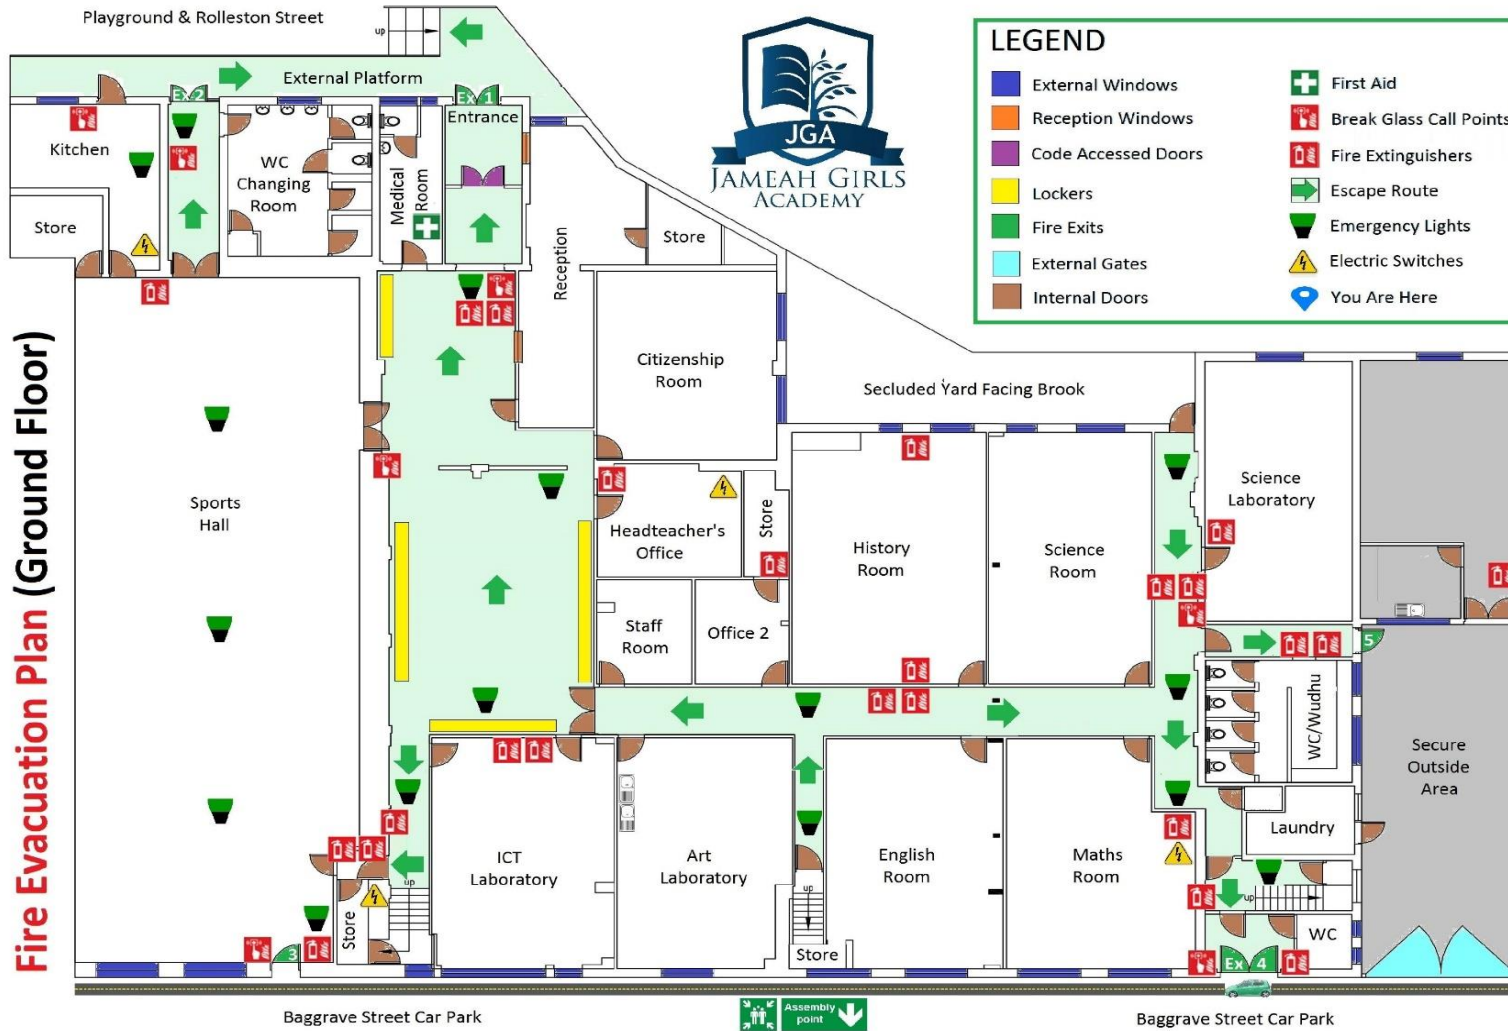 Playground & Rolleston Street
up
External Platform
Ex 2
Ex 1
Entrance
Kitchen
WC
Changing
Room
Medical
Room
Store
Reception
Store
JGA
JAMEAH GIRLS
ACADEMY
LEGEND
External Windows
Reception Windows
Code Accessed Doors
Lockers
Fire Exits
External Gates
Internal Doors
First Aid
Break Glass Call Points
Fire Extinguishers
Escape Route
Emergency Lights
Electric Switches
You Are Here
Fire Evacuation Plan (Ground Floor)
Citizenship
Room
Secluded Yard Facing Brook
Sports
Hall
Headteacher's
Office
Store
History
Room
Science
Room
Science
Laboratory
Staff
Room
Office 2
5
WC/Wudhu
Secure
Outside
Area
ICT
Laboratory
Art
Laboratory
English
Room
Maths
Room
Laundry
up
up
up
Store
3
Store
WC
Ex 4
Baggrave Street Car Park
Assembly
point
Baggrave Street Car Park